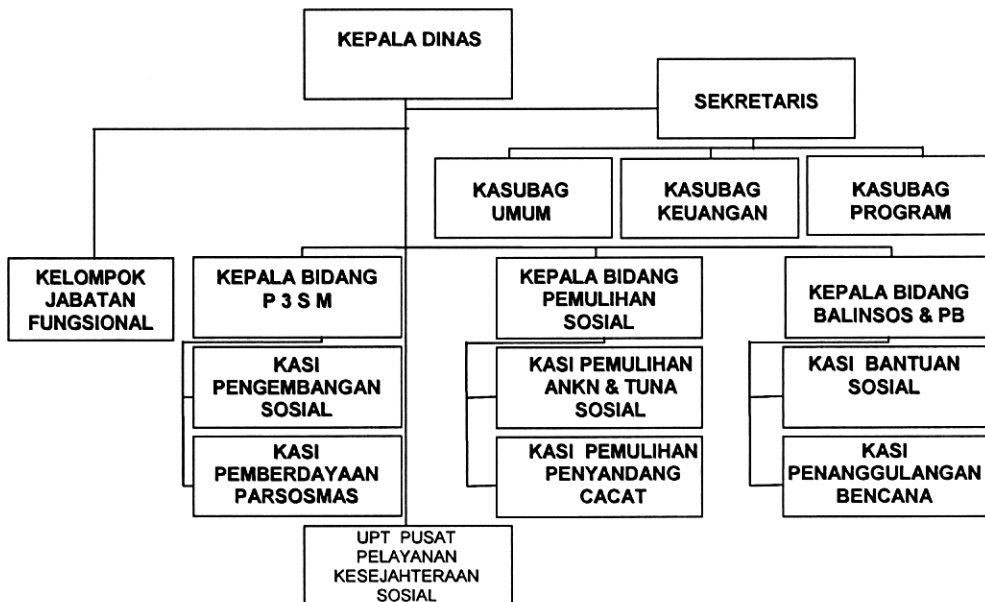 KEPALA DINAS
SEKRETARIS
KASUBAG
UMUM
KASUBAG
KEUANGAN
KASUBAG
PROGRAM
KELOMPOK
JABATAN
FUNGSIONAL
KEPALA BIDANG
P 3 S M
KEPALA BIDANG
PEMULIHAN
SOSIAL
KEPALA BIDANG
BALINSOS & PB
KASI
PENGEMBANGAN
SOSIAL
KASI PEMULIHAN
ANKN & TUNA
SOSIAL
KASI BANTUAN
SOSIAL
KASI
PEMBERDAYAAN
PARSOSMAS
KASI PEMULIHAN
PENYANDANG
CACAT
KASI
PENANGGULANGAN
BENCANA
UPT PUSAT
PELAYANAN
KESEJAHTERAAN
SOSIAL